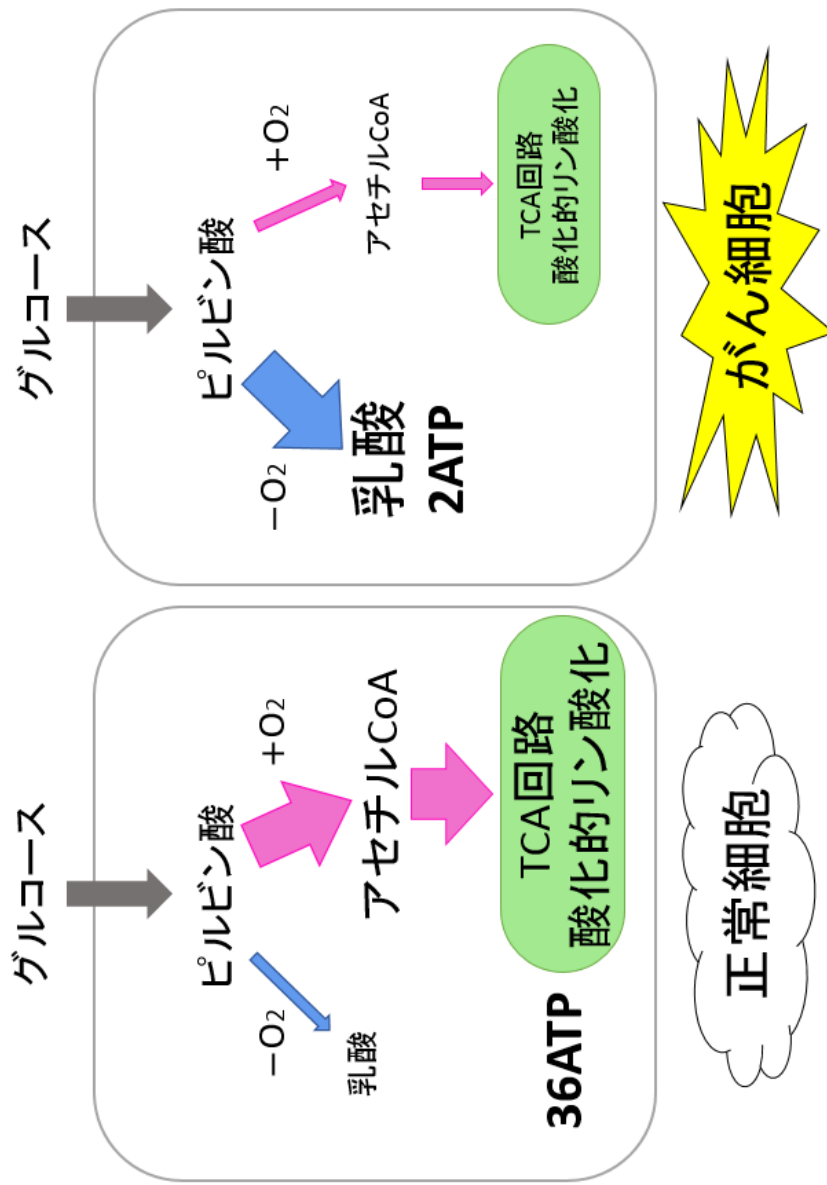 グルコース
ピルビン酸
−O2
+O2
乳酸
アセチルCoA
TCA回路
酸化的リン酸化
36ATP
正常細胞
グルコース
ピルビン酸
−O2
+O2
乳酸
2ATP
アセチルCoA
TCA回路
酸化的リン酸化
がん細胞